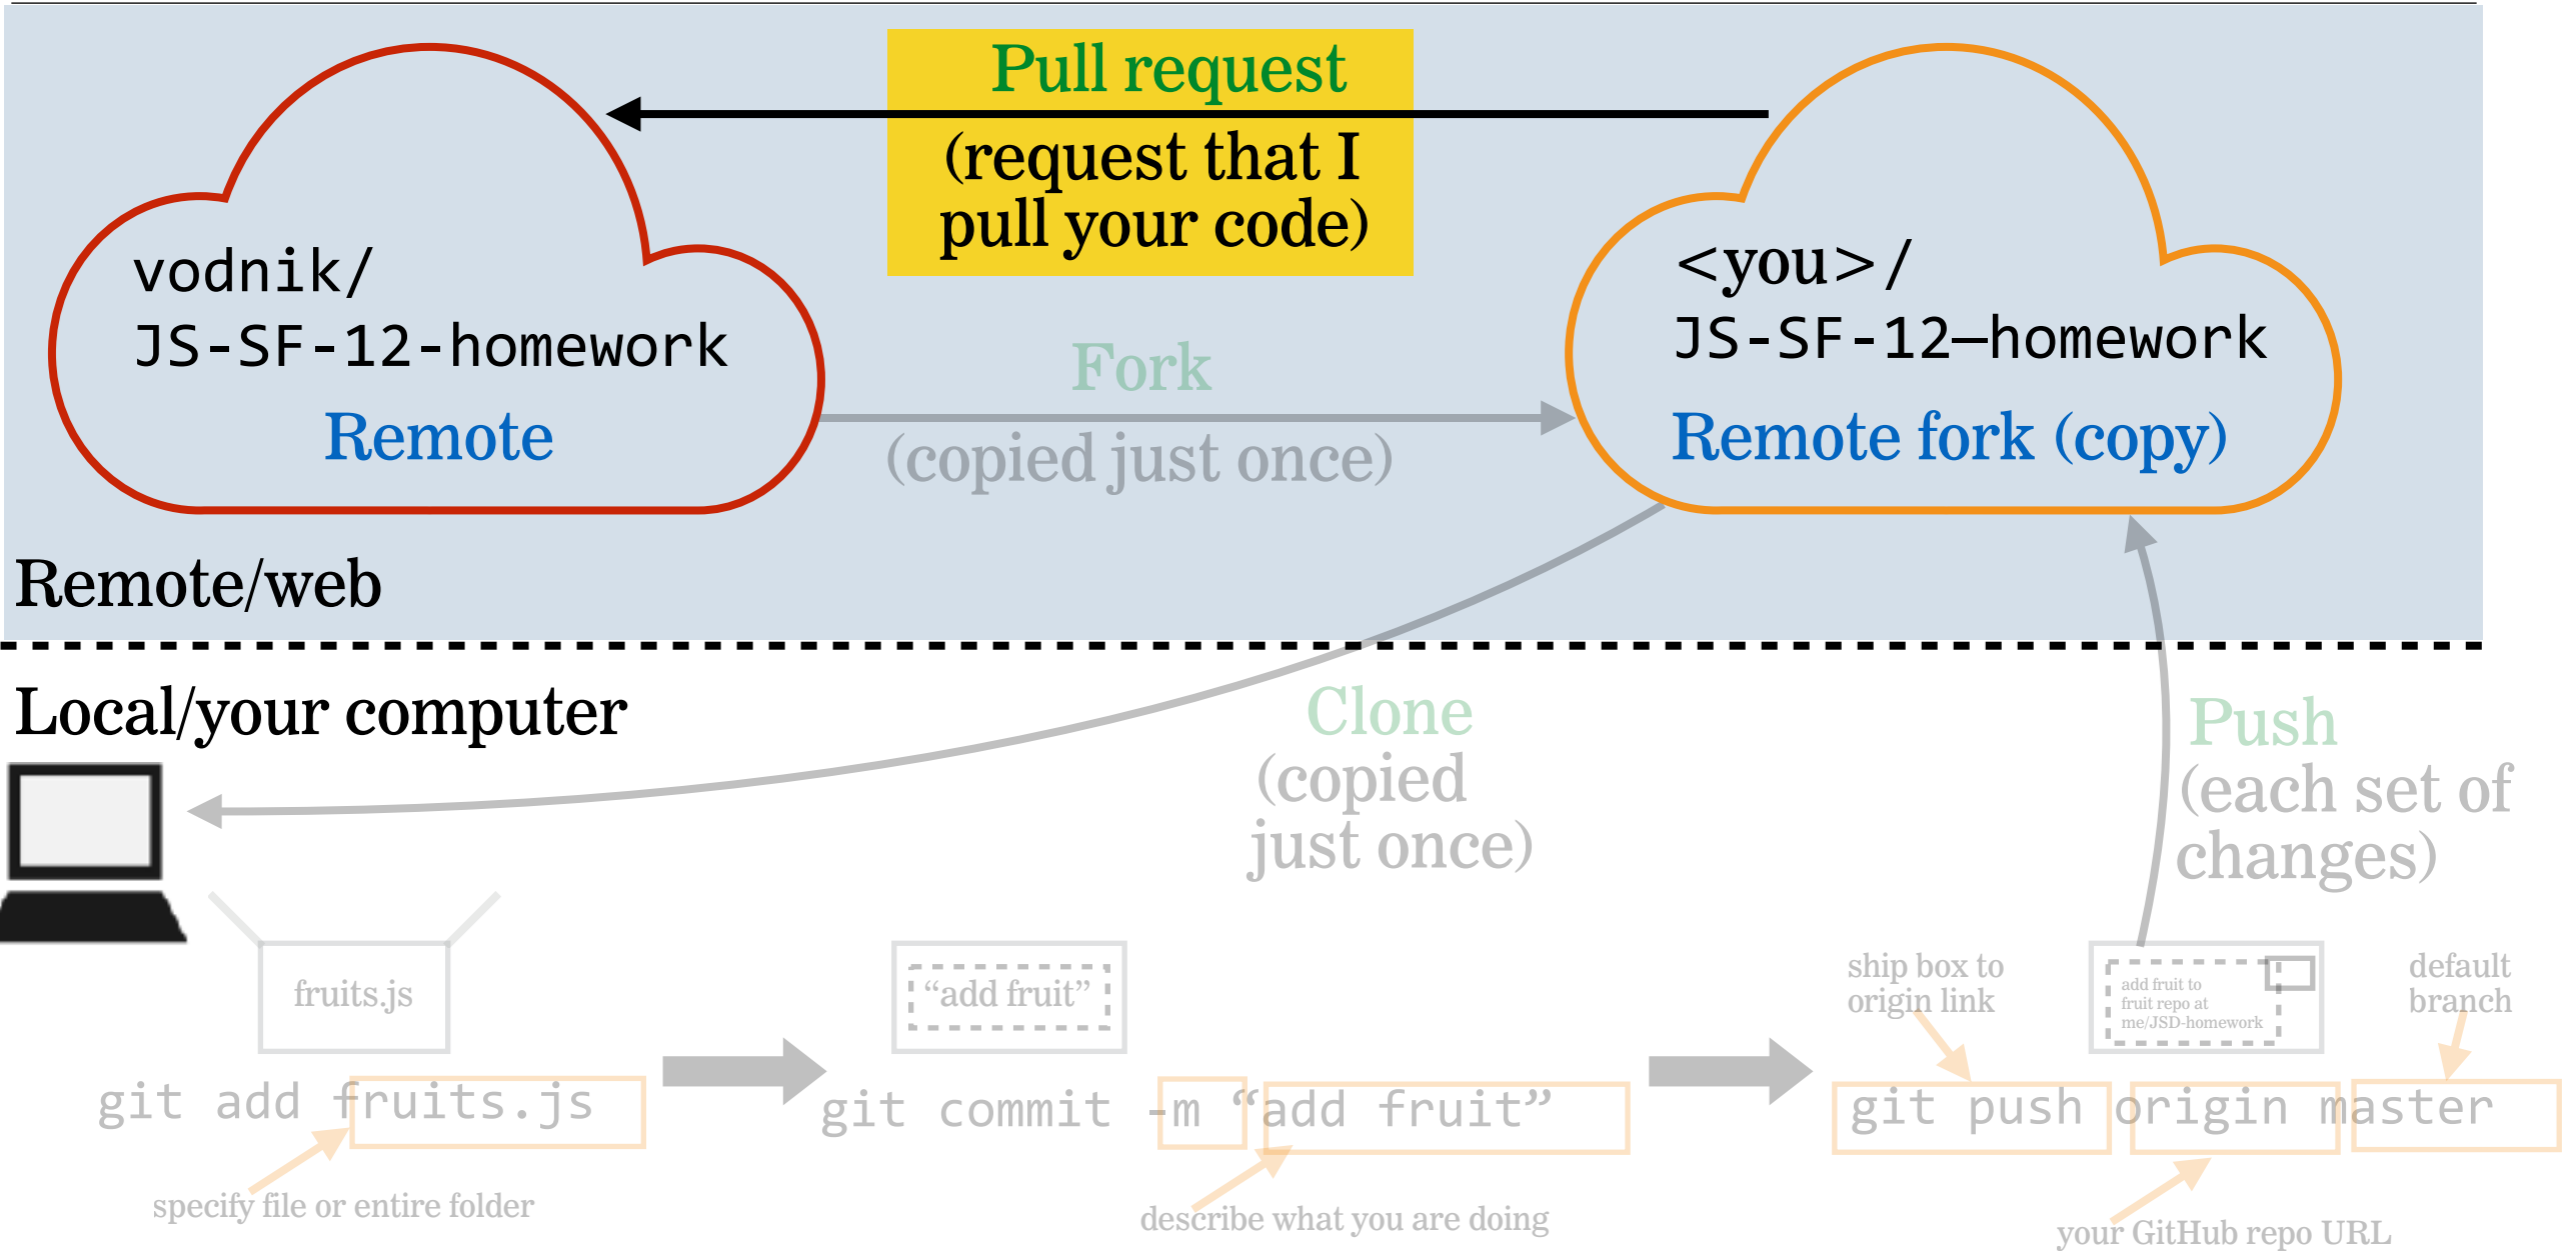 Pull request
(request that I
pull your code)
vodnik/
JS-SF-12-homework
Remote
Fork
(copied just once)
<you>/
JS-SF-12—homework
Remote fork (copy)
Remote/web
Local/your computer
Clone
(copied
just once)
Push
(each set of
changes)
fruits.js
“add fruit”
ship box to
origin link
add fruit to
fruit repo at
me/JSD-homework
default
branch
git add fruits.js
git commit -m “add fruit”
git push origin master
specify file or entire folder
describe what you are doing
your GitHub repo URL